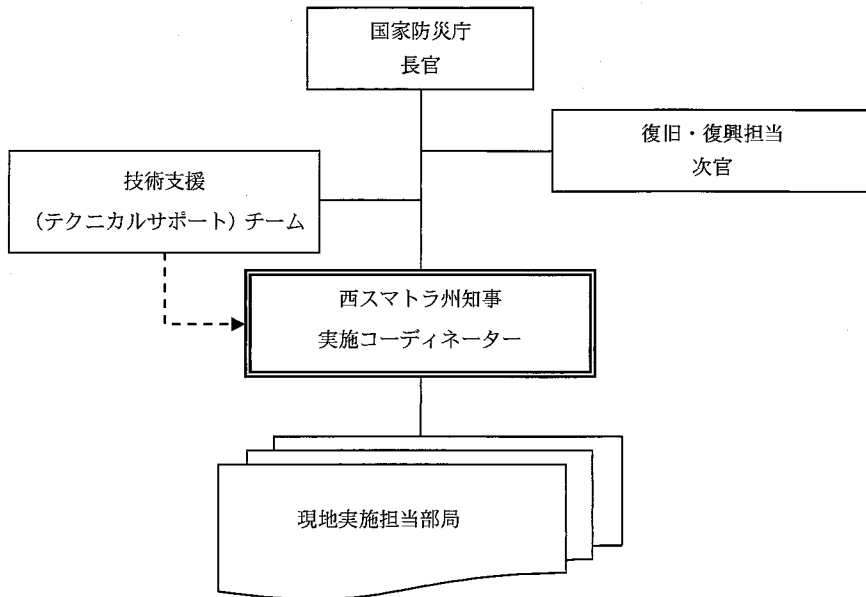 国家防災庁
長官
復旧・復興担当
次官
技術支援
(テクニカルサポート)チーム
西スマトラ州知事
実施コーディネーター
現地実施担当部局